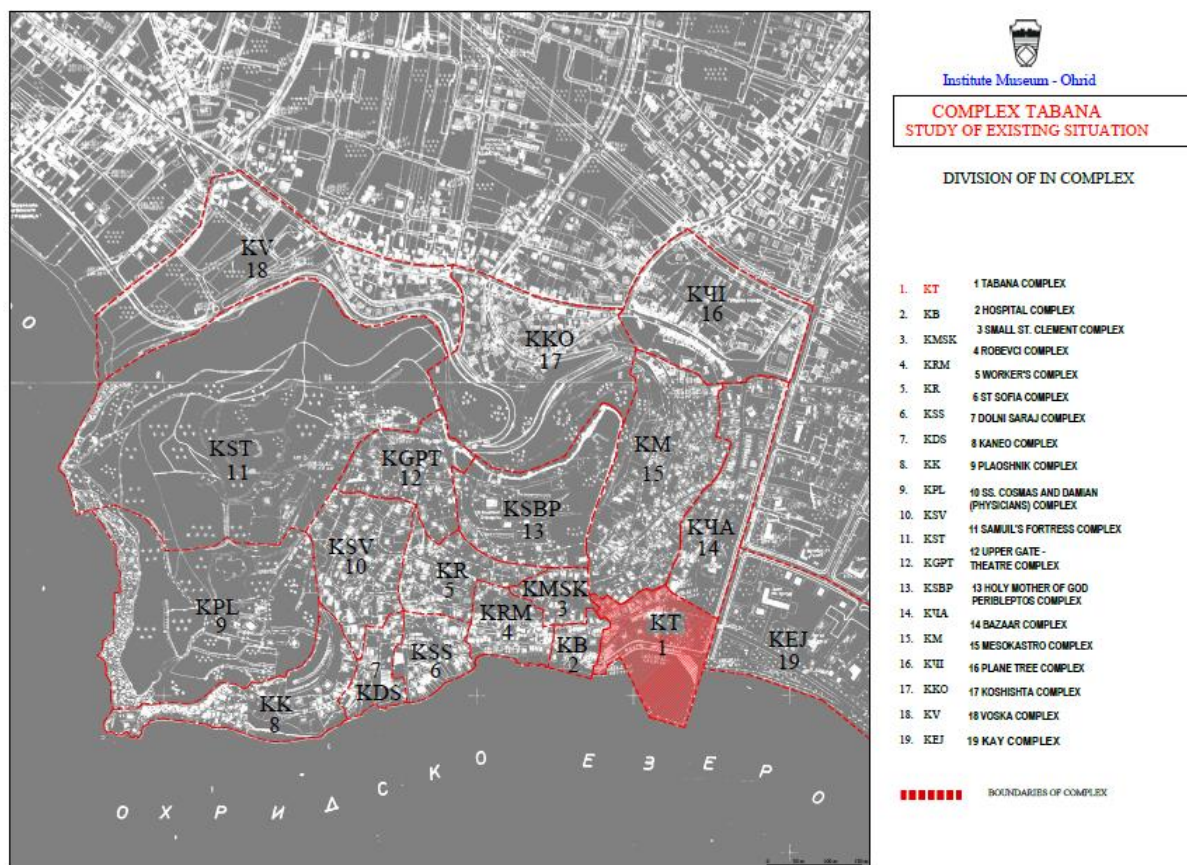 Institute Museum - Ohrid
COMPLEX TABANA
STUDY OF EXISTING SITUATION
DIVISION OF IN COMPLEX
1. KT 1 TABANA COMPLEX
2. KB 2 HOSPITAL COMPLEX
3. KMSK 3 SMALL ST. CLEMENT COMPLEX
4. KRM 4 ROBEVCI COMPLEX
5. KR 5 WORKER'S COMPLEX
6. KSS 6 ST SOFIA COMPLEX
7. KDS 7 DOLNI SARAJ COMPLEX
8. KK 8 KANEO COMPLEX
9. KPL 9 PLAOSHNIK COMPLEX
10. KSV 10 SS. COSMAS AND DAMIAN
(PHYSICIANS) COMPLEX
11. KST 11 SAMUIL'S FORTRESS COMPLEX
12. KGPT 12 UPPER GATE -
THEATRE COMPLEX
13. KSBP 13 HOLY MOTHER OF GOD
PERIBLEPTOS COMPLEX
14. KЧA 14 BAZAAR COMPLEX
15. KM 15 MESOKASTRO COMPLEX
16. KЧI 16 PLANE TREE COMPLEX
17. KKO 17 KOSHISHTA COMPLEX
18. KV 18 VOSKA COMPLEX
19. KEJ 19 KAY COMPLEX
BOUNDARIES OF COMPLEX
KV
18
KЧI
16
KKO
17
KST
11
KGPT
12
KM
15
KSBP
13
KSV
10
KЧA
14
KR
5
KMSK
3
KPL
9
KRM
4
KT
1
KB
2
KSS
6
KEJ
19
7
KDS
KK
8
О
ОХРИДСКО ЕЗЕРО